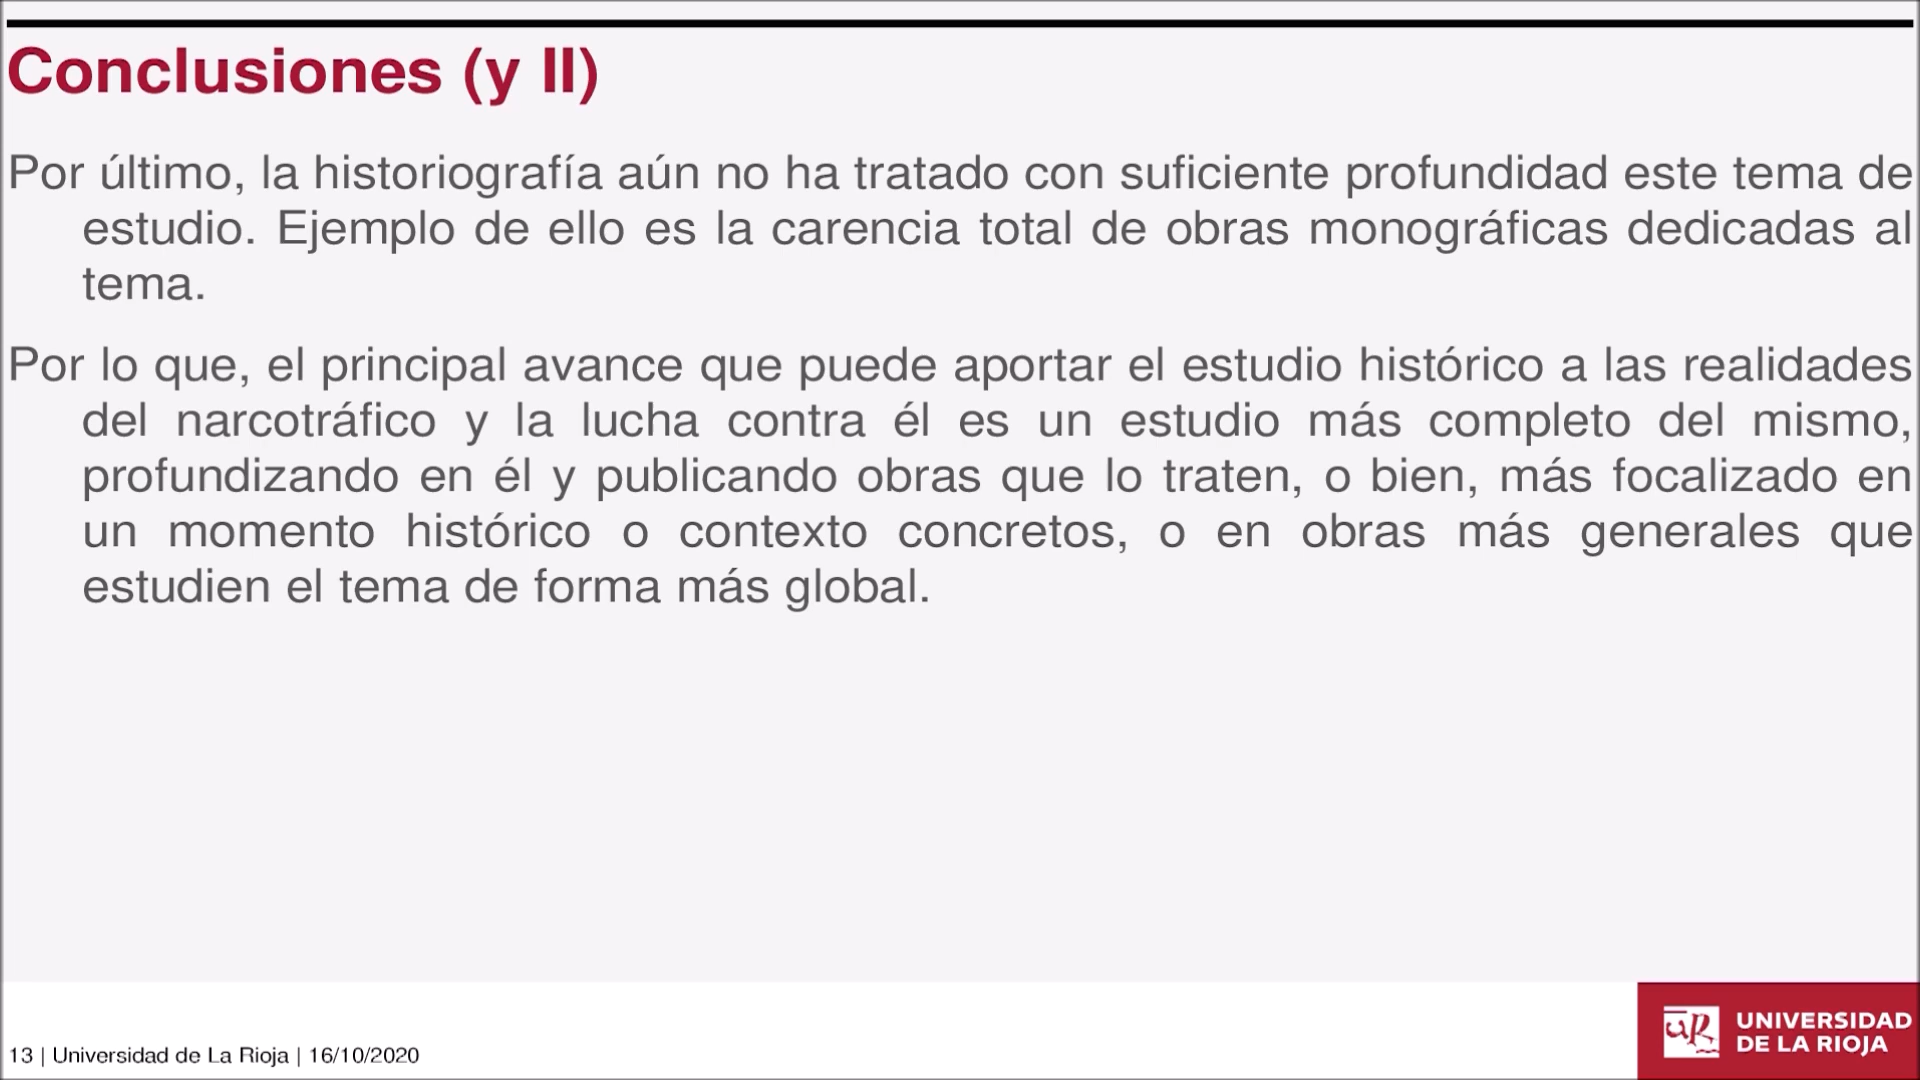 Conclusiones (y II)
Por último, la historiografía aún no ha tratado con suficiente profundidad este tema de
estudio. Ejemplo de ello es la carencia total de obras monográficas dedicadas al
tema.
Por lo que, el principal avance que puede aportar el estudio histórico a las realidades
del narcotráfico y la lucha contra él es un estudio más completo del mismo,
profundizando en él y publicando obras que lo traten, o bien, más focalizado en
un momento histórico o contexto concretos, o en obras más generales que
estudien el tema de forma más global.
13 | Universidad de La Rioja | 16/10/2020
UR
UNIVERSIDAD
DE LA RIOJA